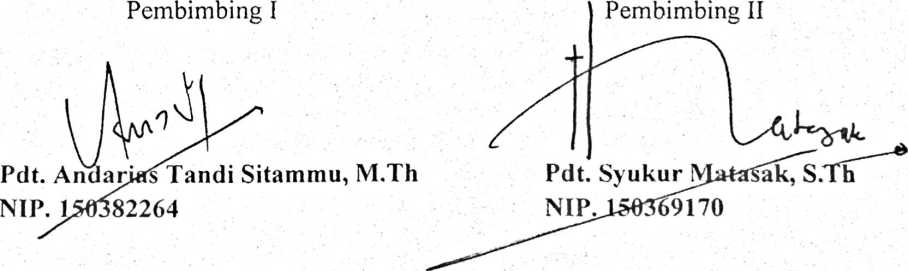 Pembimbing I
Pembimbing II
Pdt. Andarias Tandi Sitammu, M.Th
NIP. 150382264
Pdt. Syukur Matasak, S.Th
NIP. 150369170